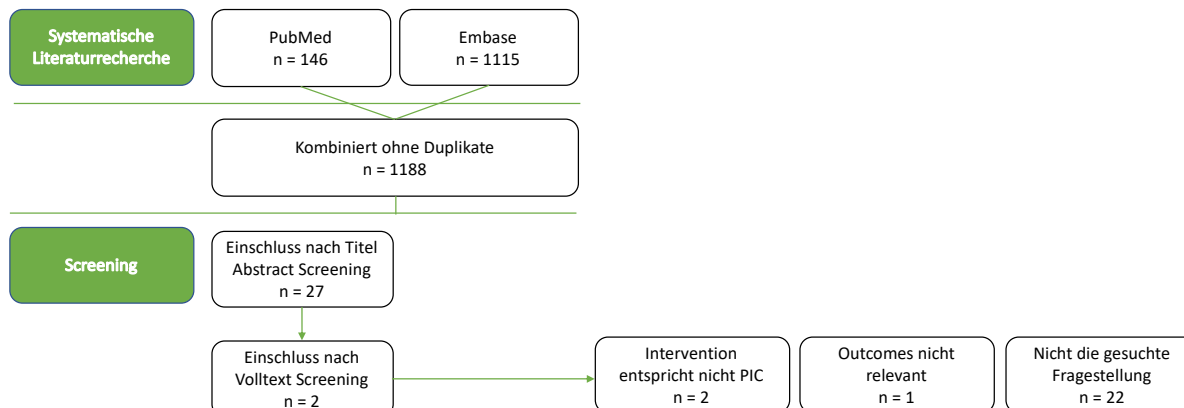 Systematische
Literaturrecherche
PubMed
n = 146
Embase
n = 1115
Kombiniert ohne Duplikate
n = 1188
Screening
Einschluss nach Titel
Abstract Screening
n = 27
Einschluss nach
Volltext Screening
n = 2
Intervention
entspricht nicht PIC
n = 2
Outcomes nicht
relevant
n = 1
Nicht die gesuchte
Fragestellung
n = 22